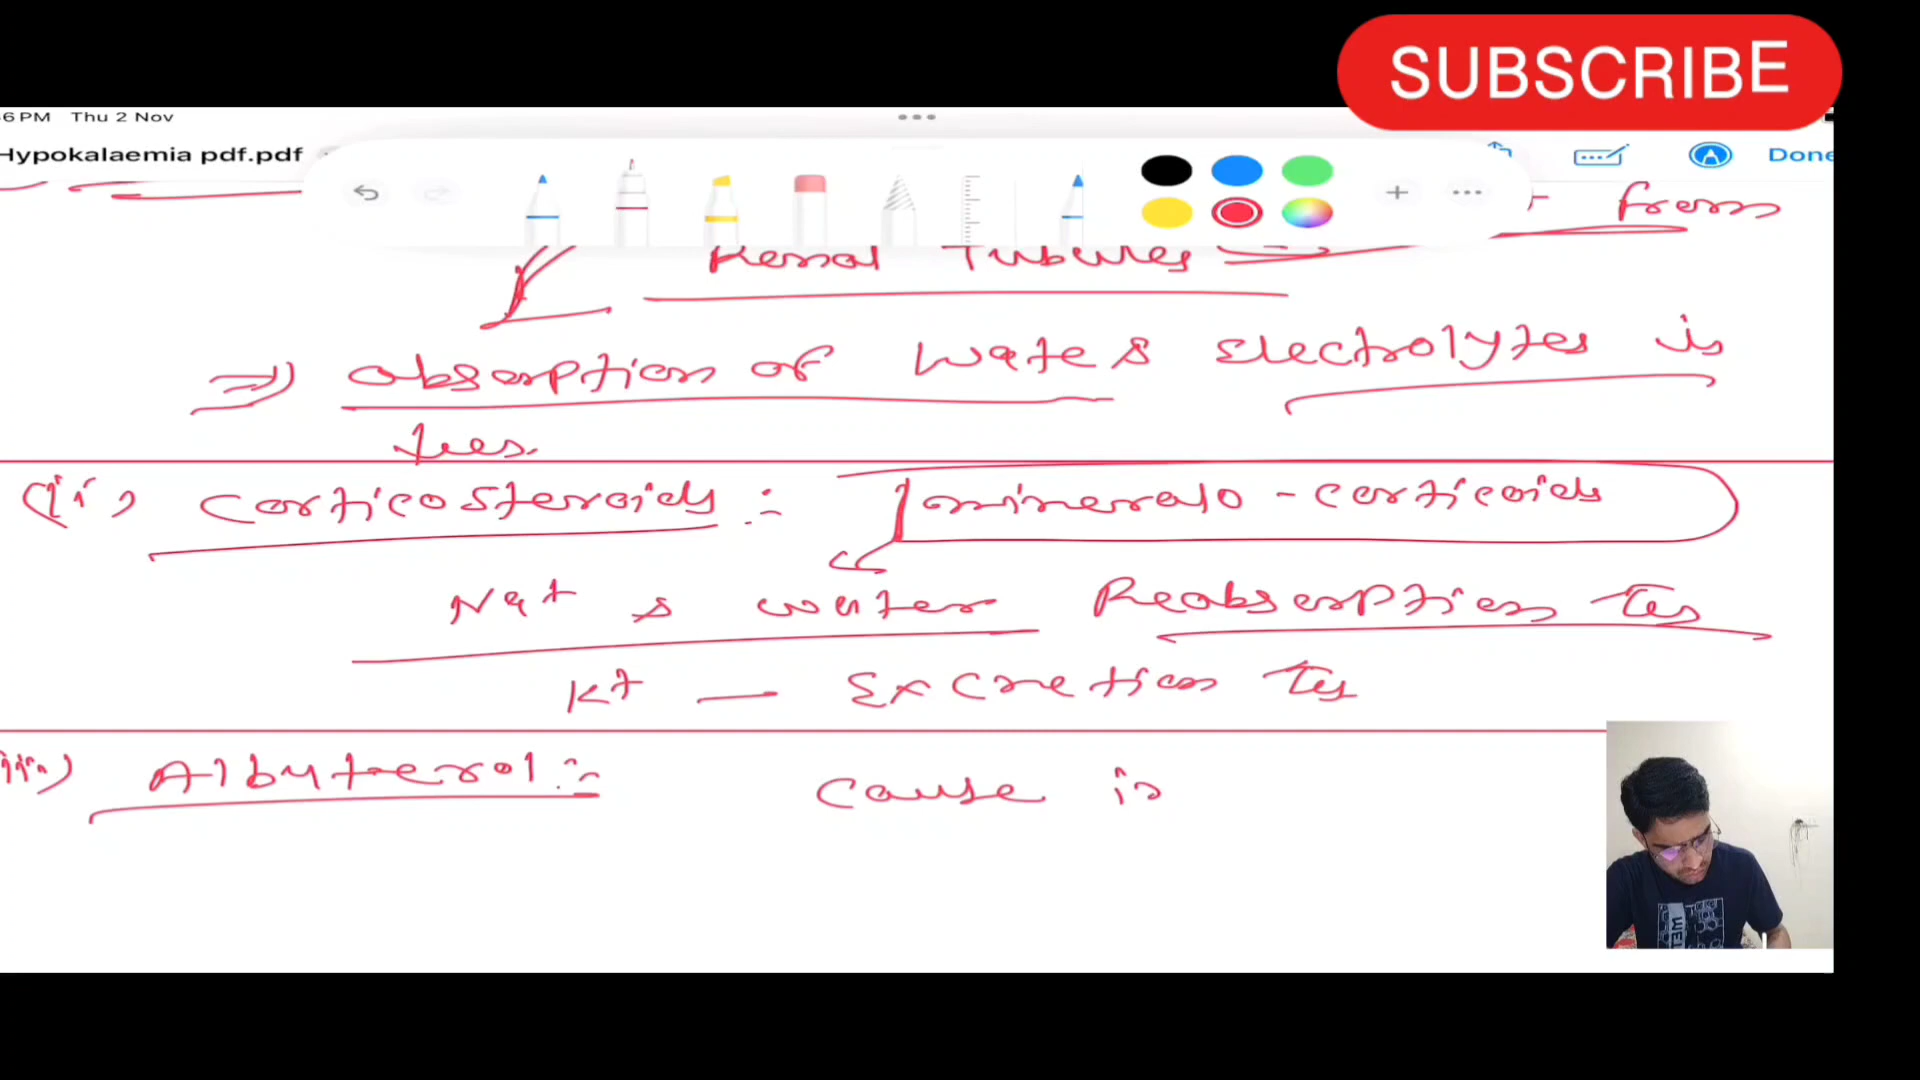 SUBSCRIBE
6 PM Thu 2 Nov
Hypokalaemia pdf.pdf
Done
from
Renal Tubules
=> absorption of water & electrolytes is
↓es.
(ii) Corticosteroids :- mineralo - corticoids
Na+ & water Reabsorption ↑es
K+ — Excretion ↑es
iii) Albuterol :- cause is